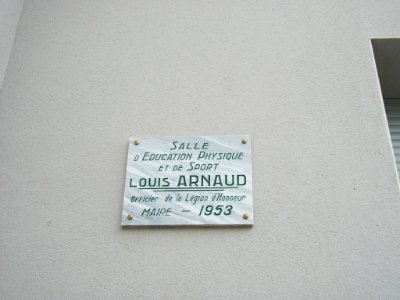 SALLE
D'EDUCATION PHYSIQUE
ET DE SPORT
LOUIS ARNAUD
Officier de la Légion d'Honneur
MAIRE - 1953